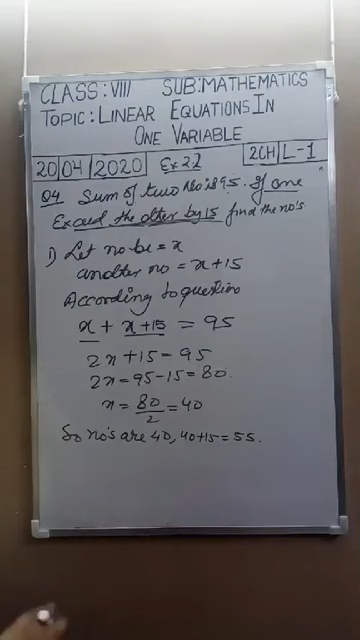 CLASS: VIII SUB: MATHEMATICS
TOPIC: LINEAR EQUATIONS IN
ONE VARIABLE
20/04/2020 Ex 2.2 2CH L-1
Q4 Sum of two No is 95. If one
Exceed the other by 15 find the no's
1) Let no be = x
another no = x+15
According to question
x + x+15 = 95
2x+15 = 95
2x = 95-15 = 80.
x = 80/2 = 40
So no's are 40, 40+15 = 55.